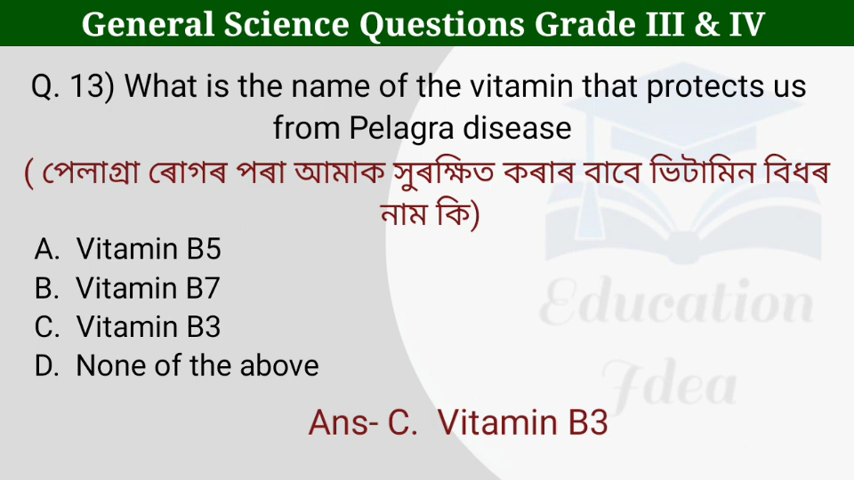 General Science Questions Grade III & IV
Q. 13) What is the name of the vitamin that protects us
from Pelagra disease
( পেলাগ্ৰা ৰোগৰ পৰা আমাক সুৰক্ষিত কৰাৰ বাবে ভিটামিন বিধৰ
নাম কি)
A. Vitamin B5
B. Vitamin B7
C. Vitamin B3
D. None of the above
Education
Idea
Ans- C. Vitamin B3